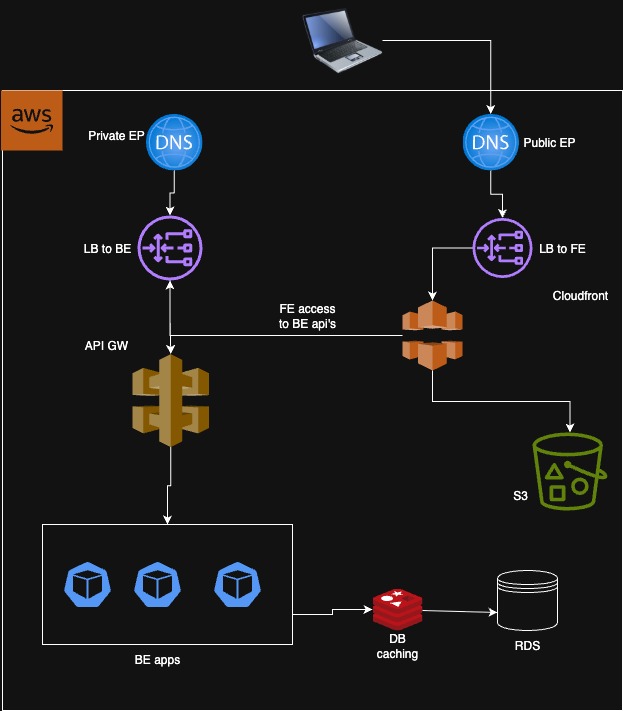 aws
Private EP
DNS
DNS
Public EP
LB to BE
LB to FE
Cloudfront
FE access
to BE api's
API GW
S3
BE apps
DB
caching
RDS